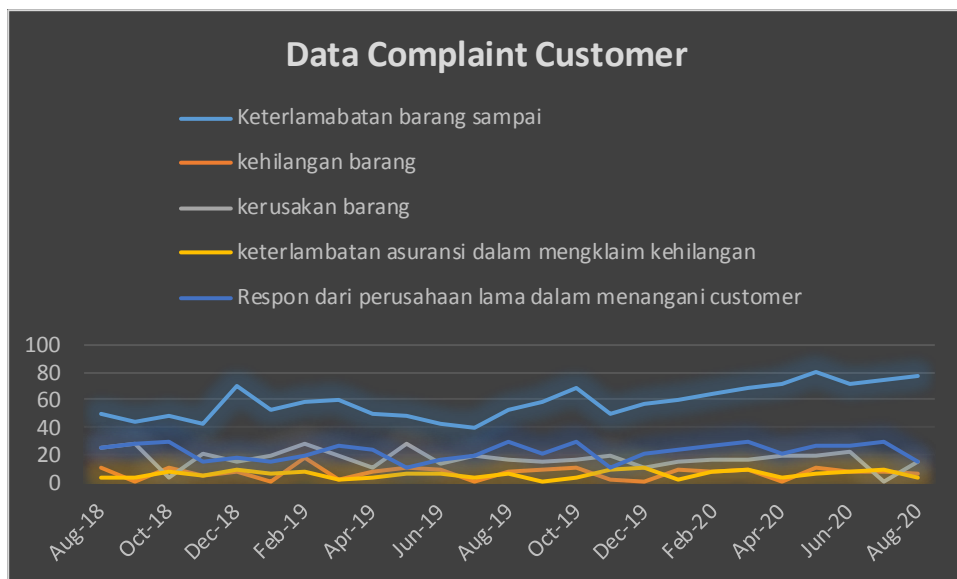 Data Complaint Customer
Keterlamabatan barang sampai
kehilangan barang
kerusakan barang
keterlambatan asuransi dalam mengklaim kehilangan
Respon dari perusahaan lama dalam menangani customer
100
80
60
40
20
0
Aug-18
Oct-18
Dec-18
Feb-19
Apr-19
Jun-19
Aug-19
Oct-19
Dec-19
Feb-20
Apr-20
Jun-20
Aug-20